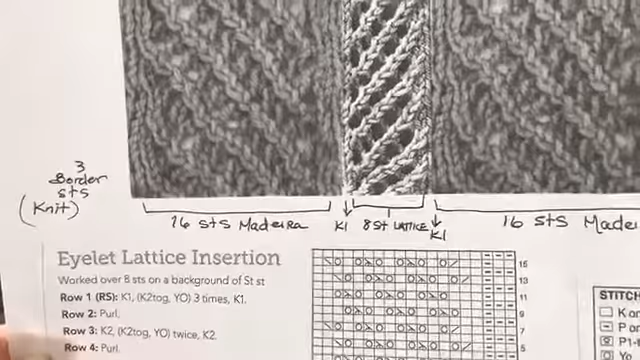 3
Border
sts
(Knit)
16 sts Madeira
K1
8 St LATTICE
K1
16 sts Madei
Eyelet Lattice Insertion
Worked over 8 sts on a background of St st
Row 1 (RS): K1, (K2tog, YO) 3 times, K1.
Row 2: Purl.
Row 3: K2, (K2tog, YO) twice, K2.
Row 4: Purl.
15
13
11
9
7
5
STITCH
K on
P on
P1-
Yo